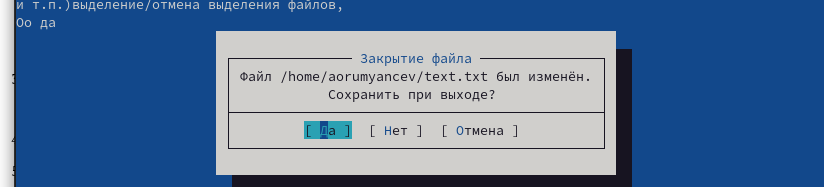 и т.п.)выделение/отмена выделения файлов,
Оо да
Закрытие файла
Файл /home/aorumyancev/text.txt был изменён.
Сохранить при выходе?
[ Да ] [ Нет ] [ Отмена ]